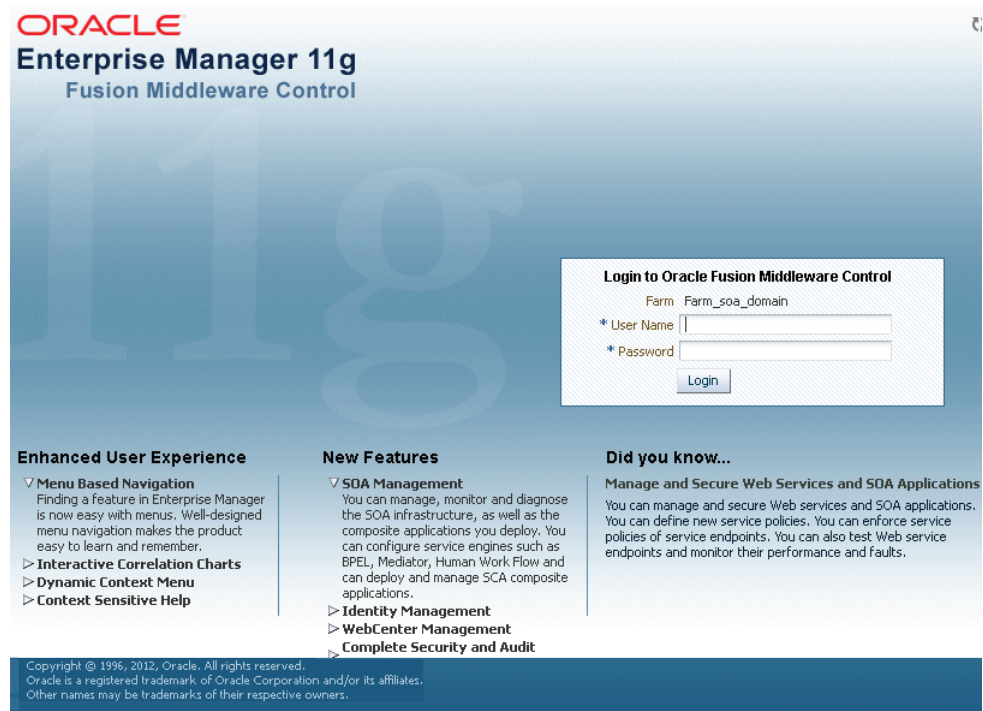 ORACLE
Enterprise Manager 11g
Fusion Middleware Control
11g
Login to Oracle Fusion Middleware Control
Farm Farm_soa_domain
* User Name
* Password
Login
Enhanced User Experience
Menu Based Navigation
Finding a feature in Enterprise Manager
is now easy with menus. Well-designed
menu navigation makes the product
easy to learn and remember.
Interactive Correlation Charts
Dynamic Context Menu
Context Sensitive Help
New Features
SOA Management
You can manage, monitor and diagnose
the SOA infrastructure, as well as the
composite applications you deploy. You
can configure service engines such as
BPEL, Mediator, Human Work Flow and
can deploy and manage SCA composite
applications.
Identity Management
WebCenter Management
Complete Security and Audit
Did you know...
Manage and Secure Web Services and SOA Applications
You can manage and secure Web services and SOA applications.
You can define new service policies. You can enforce service
policies of service endpoints. You can also test Web service
endpoints and monitor their performance and faults.
Copyright © 1996, 2012, Oracle. All rights reserved.
Oracle is a registered trademark of Oracle Corporation and/or its affiliates.
Other names may be trademarks of their respective owners.